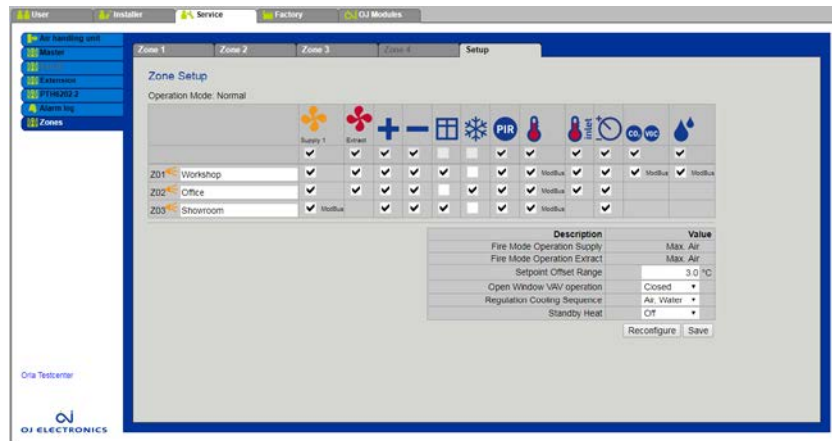 User
Installer
Service
Factory
OJ Modules
Air handling unit
Master
Extension
PTH6202-2
Alarm log
Zones
Zone 1
Zone 2
Zone 3
Zone 4
Setup
Zone Setup
Operation Mode: Normal
PIR
inlet
CO₂ VOC
Supply 1
Extract
Z01 Workshop ModBus ModBus ModBus
Z02 Office ModBus
Z03 Showroom ModBus ModBus
Description Value
Fire Mode Operation Supply Max. Air
Fire Mode Operation Extract Max. Air
Setpoint Offset Range 3.0 °C
Open Window VAV operation Closed
Regulation Cooling Sequence Air, Water
Standby Heat Off
Reconfigure Save
Orla Testcenter
OJ ELECTRONICS